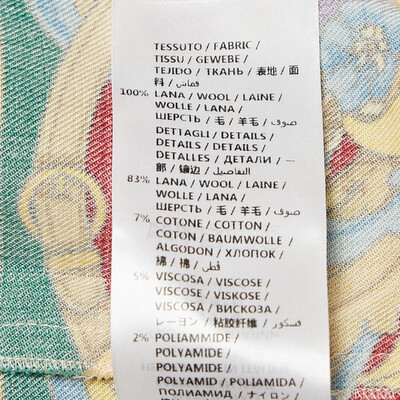 TESSUTO / FABRIC /
TISSU / GEWEBE /
TEJIDO / ТКАНЬ / 表地 / 面
料 / قماش
100% LANA / WOOL / LAINE /
WOLLE / LANA /
ШЕРСТЬ / 毛 / 羊毛 / صوف
DETTAGLI / DETAILS /
DETAILS / DETAILS /
DETALLES / ДЕТАЛИ / 一
部 / 镶边 / التفاصيل
83% LANA / WOOL / LAINE /
WOLLE / LANA /
ШЕРСТЬ / 毛 / 羊毛 / صوف
7% COTONE / COTTON /
COTON / BAUMWOLLE /
ALGODON / ХЛОПОК /
綿 / 棉 / قطن
5% VISCOSA / VISCOSE /
VISCOSE / VISKOSE /
VISCOSA / ВИСКОЗА /
レーヨン / 粘胶纤维 / فسكوز
2% POLIAMMIDE /
POLYAMIDE /
POLYAMIDE /
POLYAMID / POLIAMIDA /
ПОЛИАМИД / ナイロン